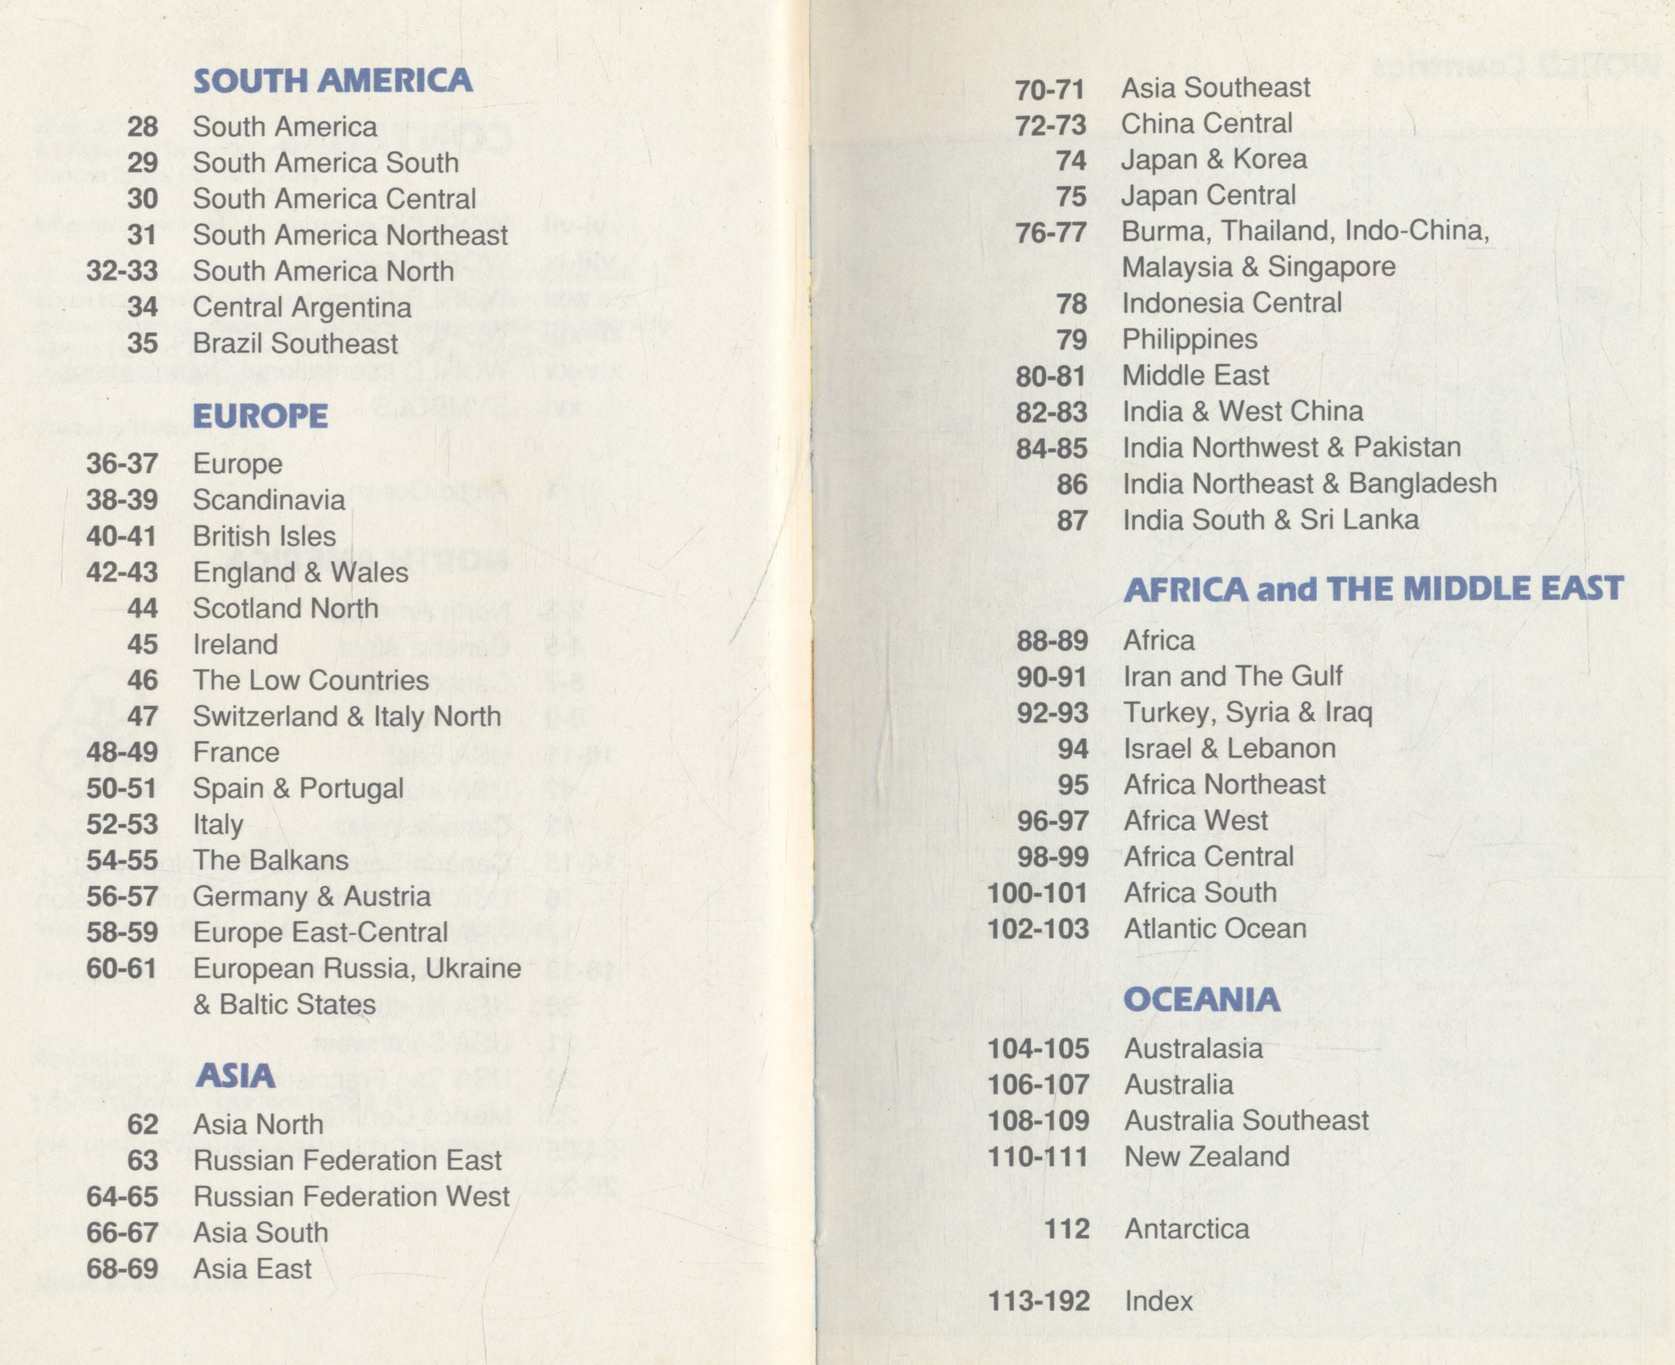 SOUTH AMERICA
28 South America
29 South America South
30 South America Central
31 South America Northeast
32-33 South America North
34 Central Argentina
35 Brazil Southeast
EUROPE
36-37 Europe
38-39 Scandinavia
40-41 British Isles
42-43 England & Wales
44 Scotland North
45 Ireland
46 The Low Countries
47 Switzerland & Italy North
48-49 France
50-51 Spain & Portugal
52-53 Italy
54-55 The Balkans
56-57 Germany & Austria
58-59 Europe East-Central
60-61 European Russia, Ukraine
& Baltic States
ASIA
62 Asia North
63 Russian Federation East
64-65 Russian Federation West
66-67 Asia South
68-69 Asia East
70-71 Asia Southeast
72-73 China Central
74 Japan & Korea
75 Japan Central
76-77 Burma, Thailand, Indo-China,
Malaysia & Singapore
78 Indonesia Central
79 Philippines
80-81 Middle East
82-83 India & West China
84-85 India Northwest & Pakistan
86 India Northeast & Bangladesh
87 India South & Sri Lanka
AFRICA and THE MIDDLE EAST
88-89 Africa
90-91 Iran and The Gulf
92-93 Turkey, Syria & Iraq
94 Israel & Lebanon
95 Africa Northeast
96-97 Africa West
98-99 Africa Central
100-101 Africa South
102-103 Atlantic Ocean
OCEANIA
104-105 Australasia
106-107 Australia
108-109 Australia Southeast
110-111 New Zealand
112 Antarctica
113-192 Index